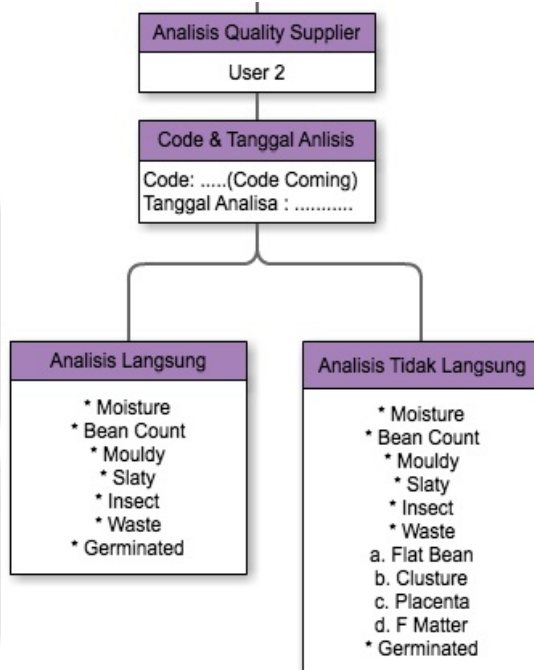 Analisis Quality Supplier
User 2
Code & Tanggal Anlisis
Code: .....(Code Coming)
Tanggal Analisa : ...........
Analisis Langsung
* Moisture
* Bean Count
* Mouldy
* Slaty
* Insect
* Waste
* Germinated
Analisis Tidak Langsung
* Moisture
* Bean Count
* Mouldy
* Slaty
* Insect
* Waste
a. Flat Bean
b. Clusture
c. Placenta
d. F Matter
* Germinated